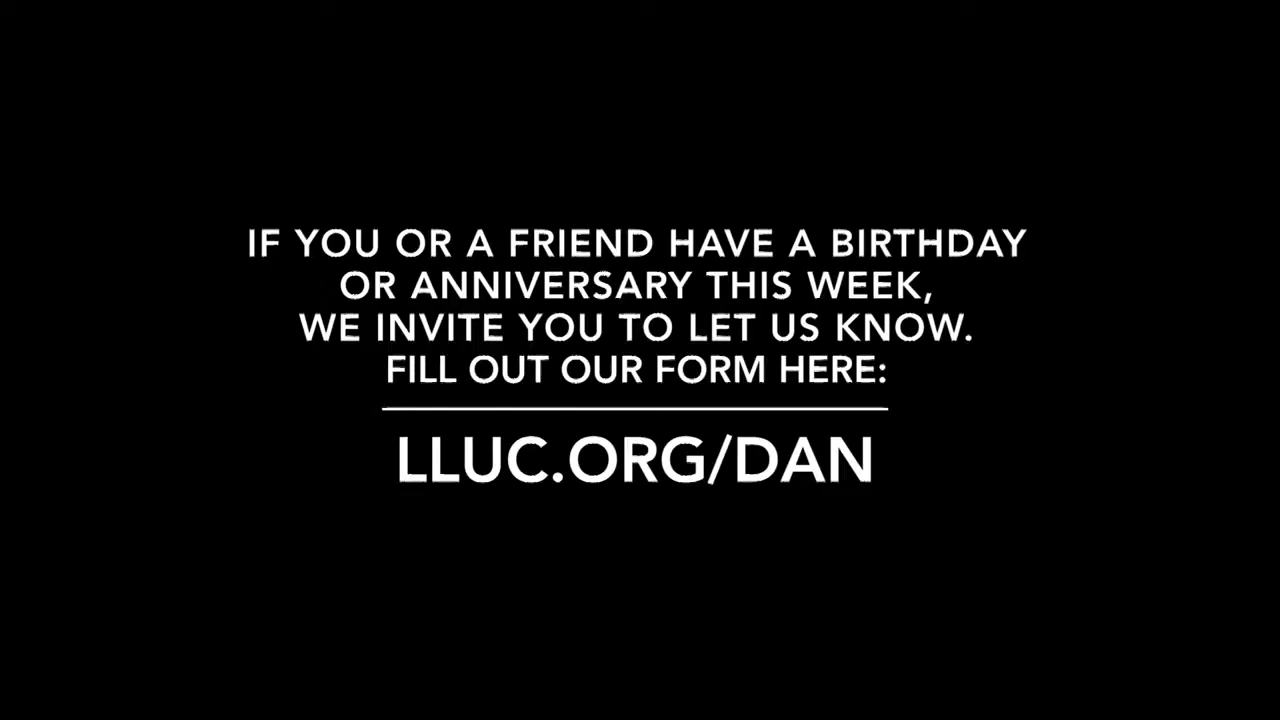 IF YOU OR A FRIEND HAVE A BIRTHDAY
OR ANNIVERSARY THIS WEEK,
WE INVITE YOU TO LET US KNOW.
FILL OUT OUR FORM HERE:
LLUC.ORG/DAN